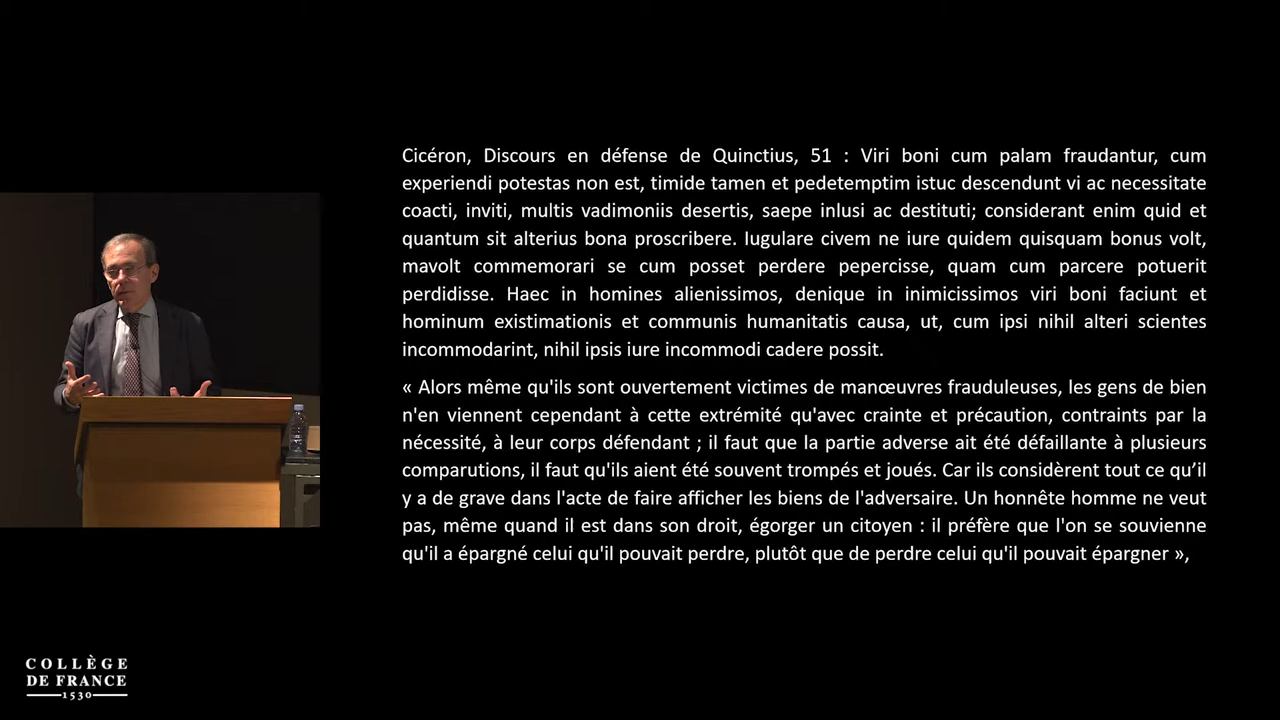 Cicéron, Discours en défense de Quinctius, 51 : Viri boni cum palam fraudantur, cum
experiendi potestas non est, timide tamen et pedetemptim istuc descendunt vi ac necessitate
coacti, inviti, multis vadimoniis desertis, saepe inlusi ac destituti; considerant enim quid et
quantum sit alterius bona proscribere. Iugulare civem ne iure quidem quisquam bonus volt,
mavolt commemorari se cum posset perdere pepercisse, quam cum parcere potuerit
perdidisse. Haec in homines alienissimos, denique in inimicissimos viri boni faciunt et
hominum existimationis et communis humanitatis causa, ut, cum ipsi nihil alteri scientes
incommodarint, nihil ipsis iure incommodi cadere possit.
« Alors même qu'ils sont ouvertement victimes de manœuvres frauduleuses, les gens de bien
n'en viennent cependant à cette extrémité qu'avec crainte et précaution, contraints par la
nécessité, à leur corps défendant ; il faut que la partie adverse ait été défaillante à plusieurs
comparutions, il faut qu'ils aient été souvent trompés et joués. Car ils considèrent tout ce qu’il
y a de grave dans l'acte de faire afficher les biens de l'adversaire. Un honnête homme ne veut
pas, même quand il est dans son droit, égorger un citoyen : il préfère que l'on se souvienne
qu'il a épargné celui qu'il pouvait perdre, plutôt que de perdre celui qu'il pouvait épargner »,
COLLÈGE
DE FRANCE
1530